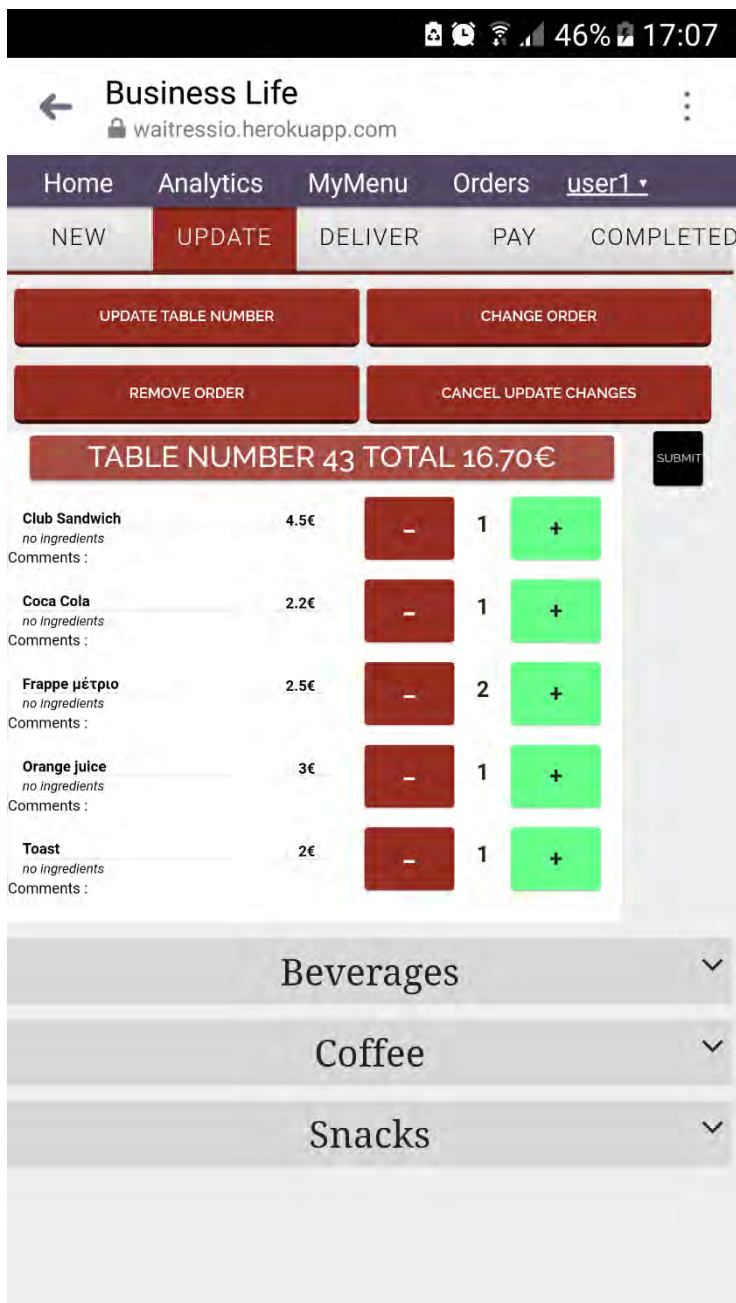 46% 17:07
Business Life
waitressio.herokuapp.com
Home Analytics MyMenu Orders user1
NEW UPDATE DELIVER PAY COMPLETED
UPDATE TABLE NUMBER CHANGE ORDER
REMOVE ORDER CANCEL UPDATE CHANGES
TABLE NUMBER 43 TOTAL 16.70€ SUBMIT
Club Sandwich 4.5€ - 1 +
no ingredients
Comments :
Coca Cola 2.2€ - 1 +
no ingredients
Comments :
Frappe μέτριο 2.5€ - 2 +
no ingredients
Comments :
Orange juice 3€ - 1 +
no ingredients
Comments :
Toast 2€ - 1 +
no ingredients
Comments :
Beverages
Coffee
Snacks